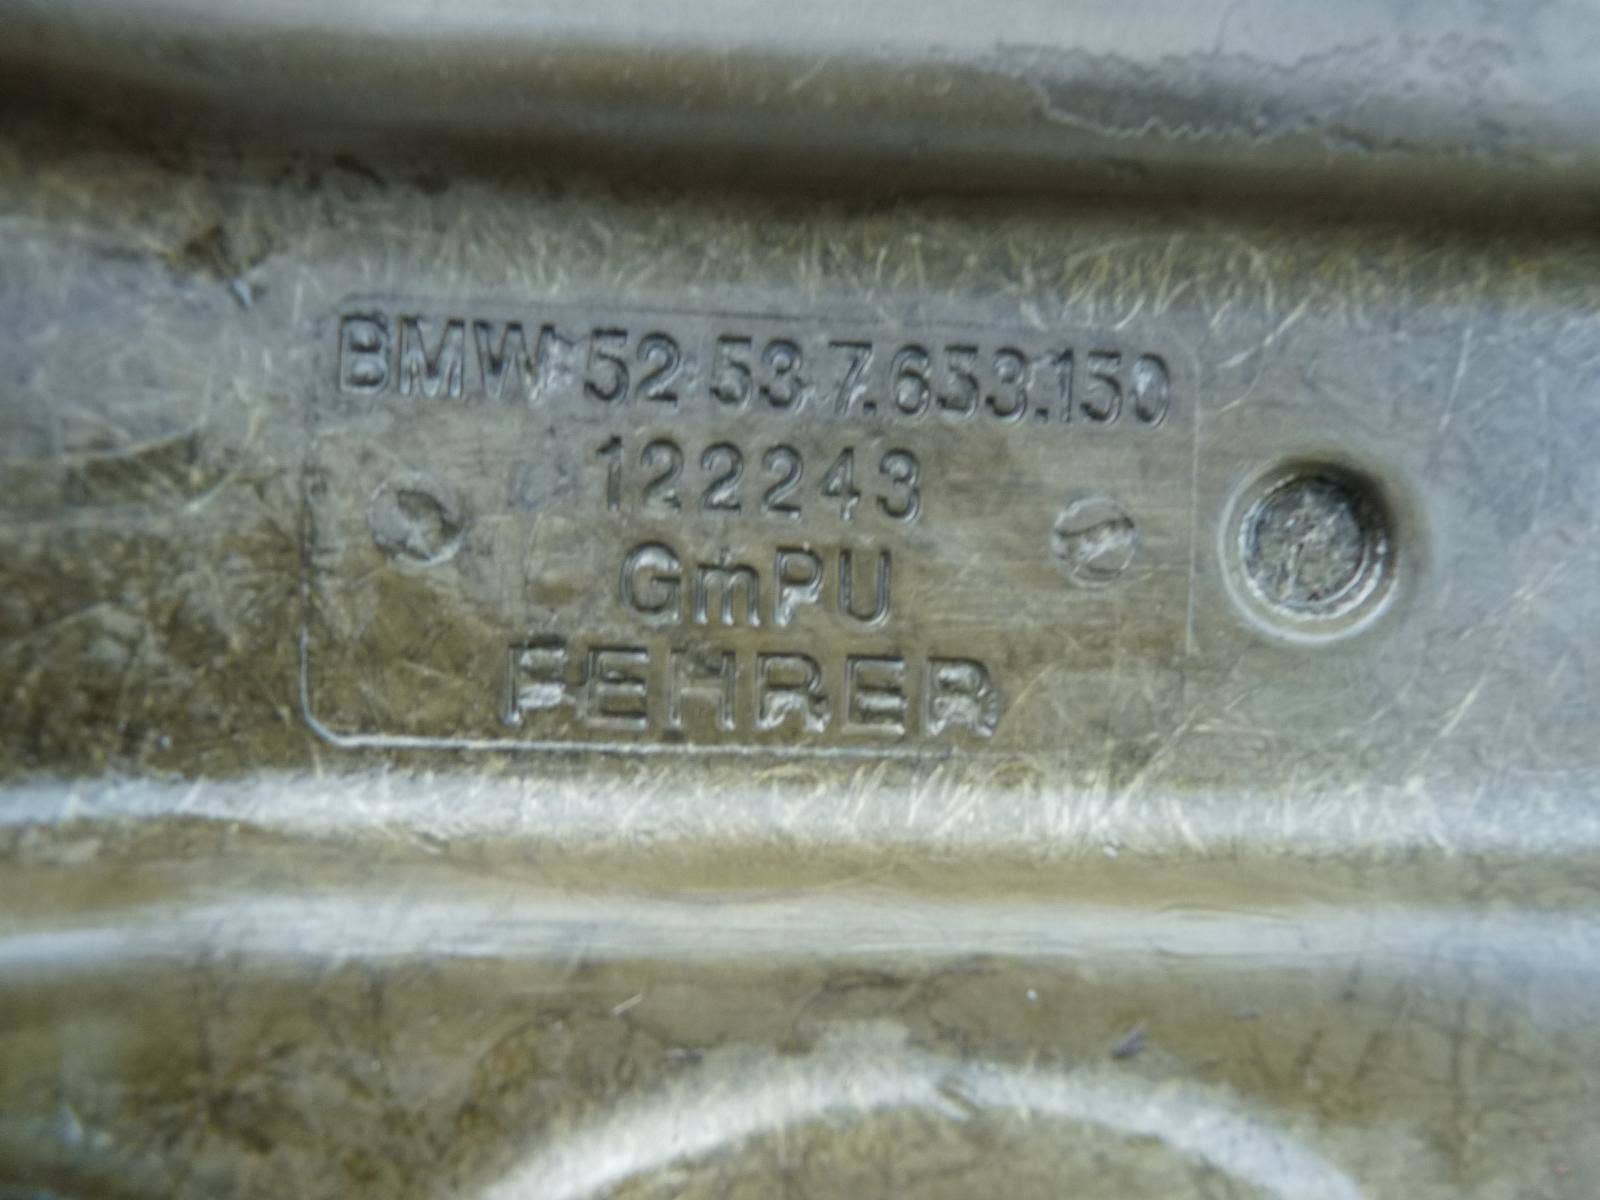 BMW 52 53 7.653.150
122243
GmPU
FEHRER